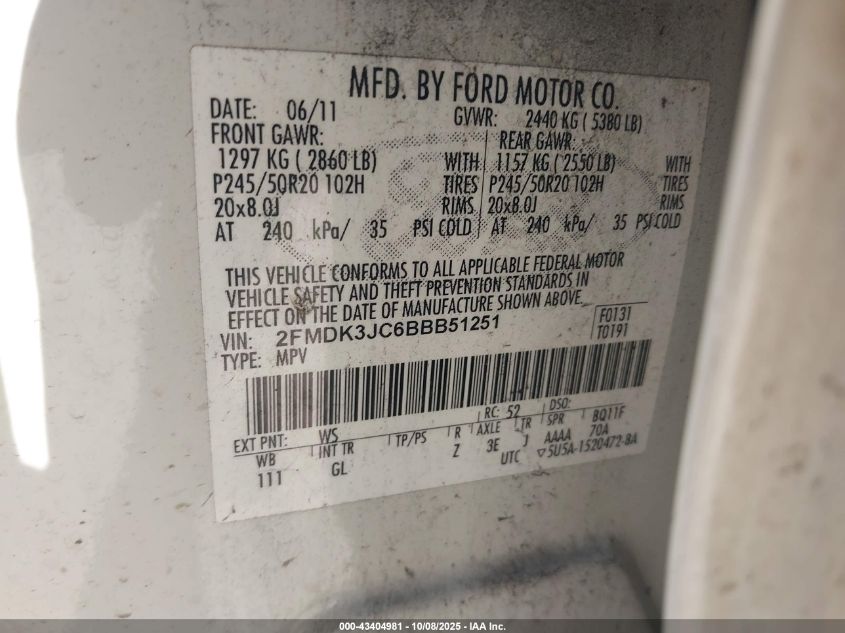 MFD. BY FORD MOTOR CO.
DATE: 06/11 GVWR: 2440 KG ( 5380 LB)
FRONT GAWR: REAR GAWR:
1297 KG ( 2860 LB) WITH 1157 KG ( 2550 LB) WITH
P245/50R20 102H TIRES P245/50R20 102H TIRES
20x8.0J RIMS 20x8.0J RIMS
AT 240 kPa/ 35 PSI COLD AT 240 kPa/ 35 PSI COLD
THIS VEHICLE CONFORMS TO ALL APPLICABLE FEDERAL MOTOR
VEHICLE SAFETY AND THEFT PREVENTION STANDARDS IN
EFFECT ON THE DATE OF MANUFACTURE SHOWN ABOVE.
VIN: 2FMDK3JC6BBB51251 F0131
TYPE: MPV T0191
EXT PNT: WS RC: 52 DSO:
WB INT TR TP/PS R AXLE TR SPR BQ11F
111 GL Z 3E J AAAA 70A
UTC ▽5U5A-1520472-BA
000-43404981 - 10/08/2025 - IAA Inc.